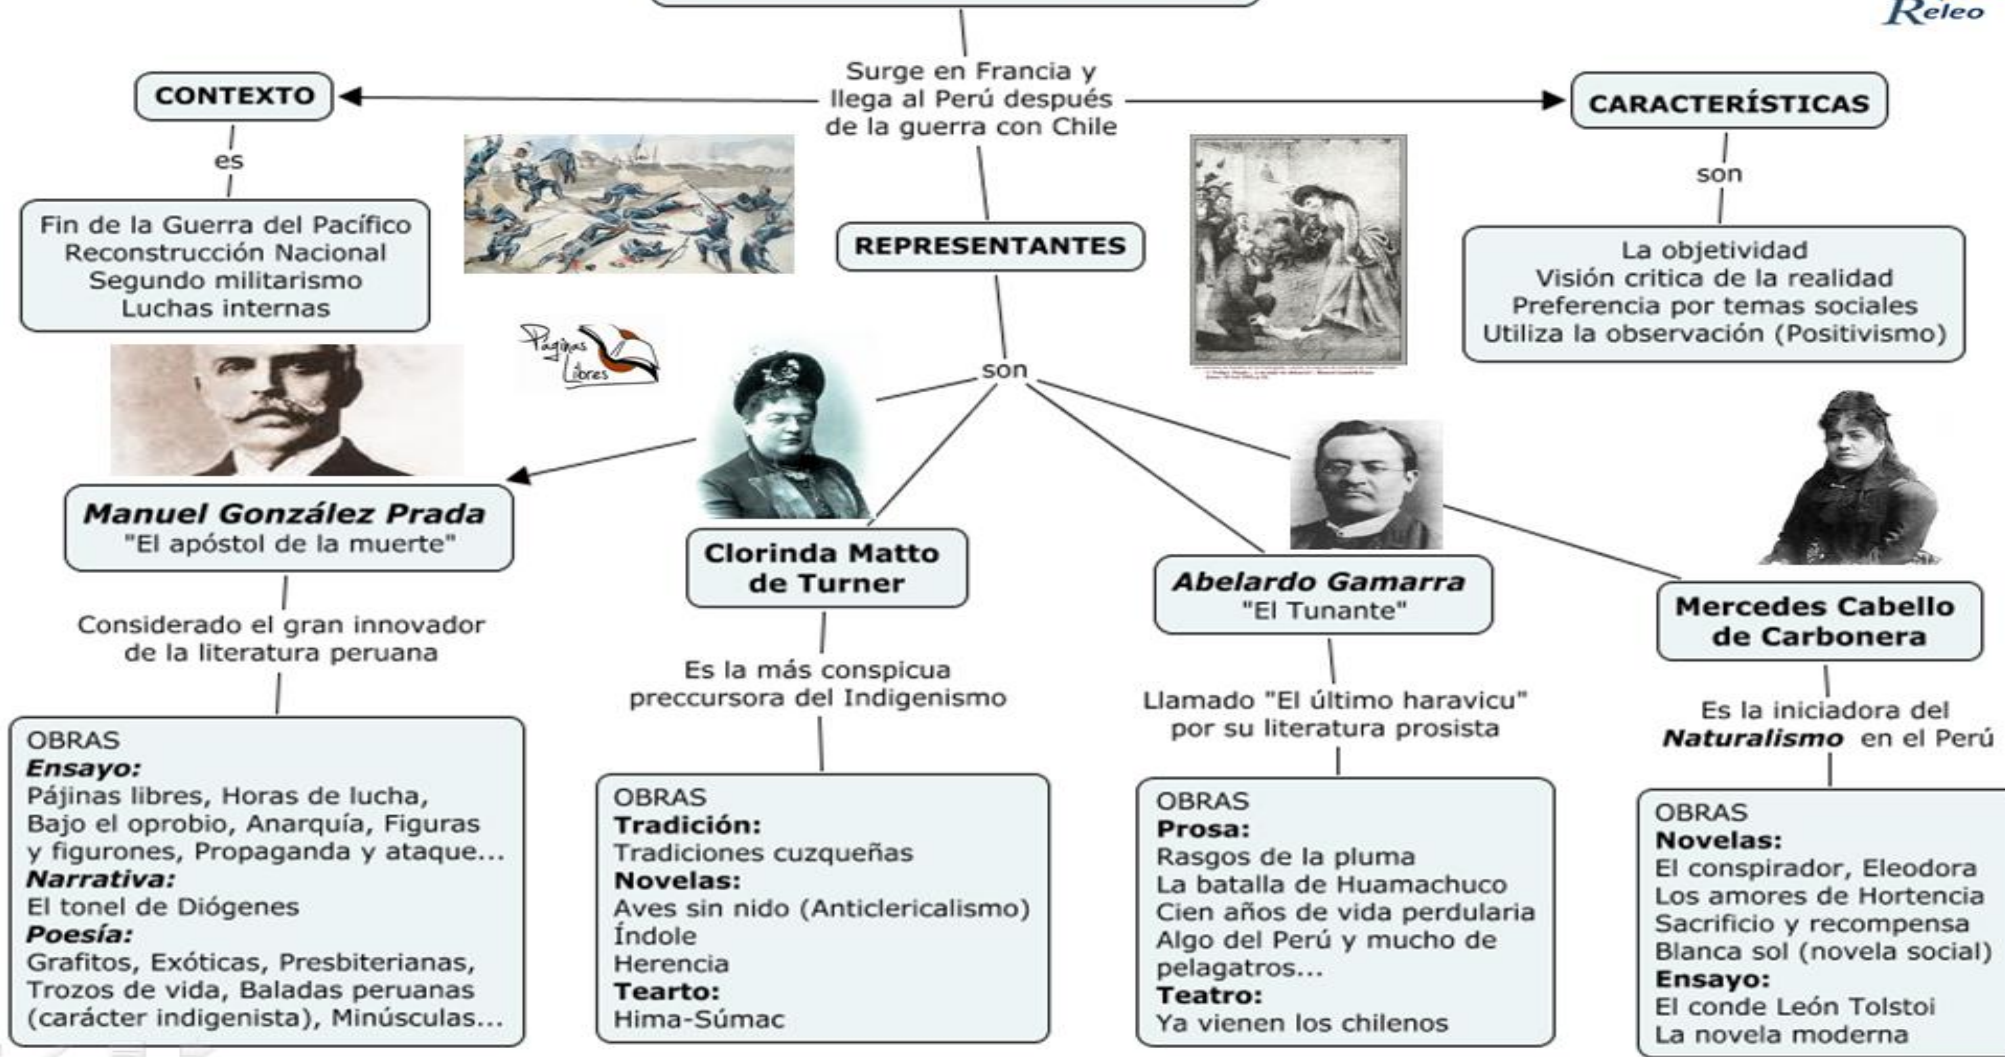 Releo
Surge en Francia y
llega al Perú después
de la guerra con Chile
CONTEXTO
es
Fin de la Guerra del Pacífico
Reconstrucción Nacional
Segundo militarismo
Luchas internas
CARACTERÍSTICAS
son
La objetividad
Visión critica de la realidad
Preferencia por temas sociales
Utiliza la observación (Positivismo)
REPRESENTANTES
son
Páginas
Libres
Manuel González Prada
"El apóstol de la muerte"
Considerado el gran innovador
de la literatura peruana
OBRAS
Ensayo:
Pájinas libres, Horas de lucha,
Bajo el oprobio, Anarquía, Figuras
y figurones, Propaganda y ataque...
Narrativa:
El tonel de Diógenes
Poesía:
Grafitos, Exóticas, Presbiterianas,
Trozos de vida, Baladas peruanas
(carácter indigenista), Minúsculas...
Clorinda Matto
de Turner
Es la más conspicua
preccursora del Indigenismo
OBRAS
Tradición:
Tradiciones cuzqueñas
Novelas:
Aves sin nido (Anticlericalismo)
Índole
Herencia
Tearto:
Hima-Súmac
Abelardo Gamarra
"El Tunante"
Llamado "El último haravicu"
por su literatura prosista
OBRAS
Prosa:
Rasgos de la pluma
La batalla de Huamachuco
Cien años de vida perdularia
Algo del Perú y mucho de
pelagatros...
Teatro:
Ya vienen los chilenos
Mercedes Cabello
de Carbonera
Es la iniciadora del
Naturalismo en el Perú
OBRAS
Novelas:
El conspirador, Eleodora
Los amores de Hortencia
Sacrificio y recompensa
Blanca sol (novela social)
Ensayo:
El conde León Tolstoi
La novela moderna